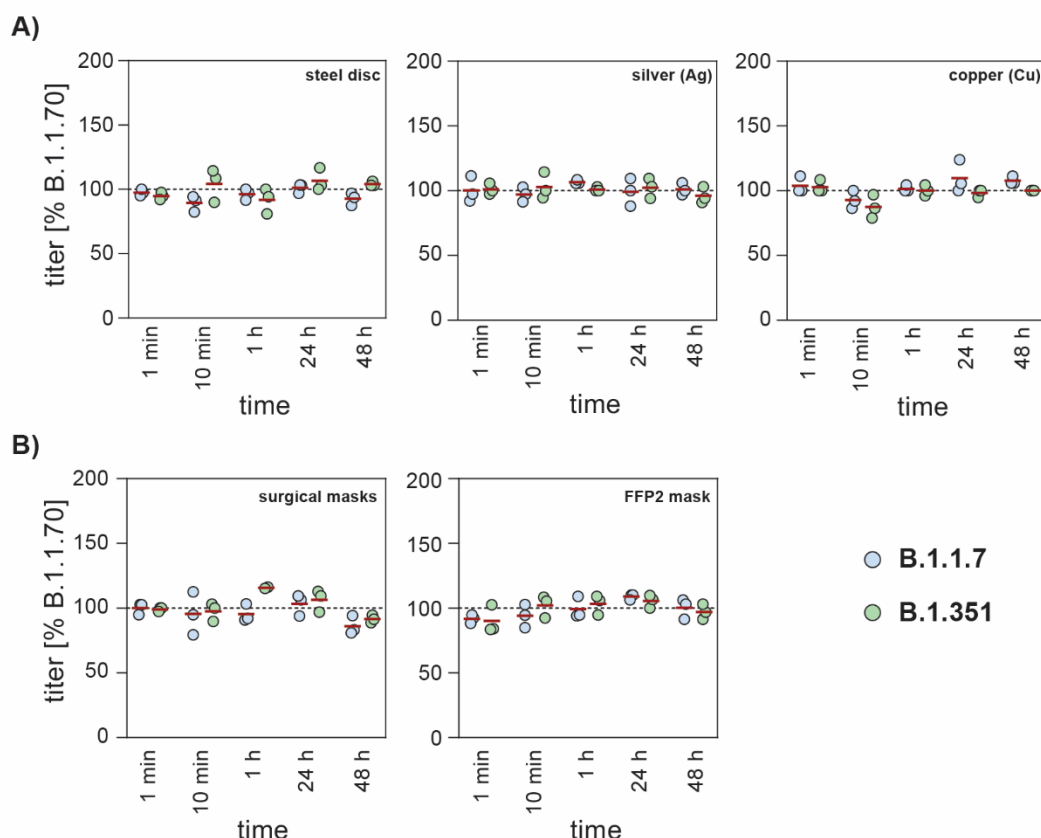 A)
titer [% B.1.1.70]
200
150
100
50
0
steel disc
1 min
10 min
1 h
24 h
48 h
time
200
150
100
50
0
silver (Ag)
1 min
10 min
1 h
24 h
48 h
time
200
150
100
50
0
copper (Cu)
1 min
10 min
1 h
24 h
48 h
time
B)
titer [% B.1.1.70]
200
150
100
50
0
surgical masks
1 min
10 min
1 h
24 h
48 h
time
200
150
100
50
0
FFP2 mask
1 min
10 min
1 h
24 h
48 h
time
B.1.1.7
B.1.351